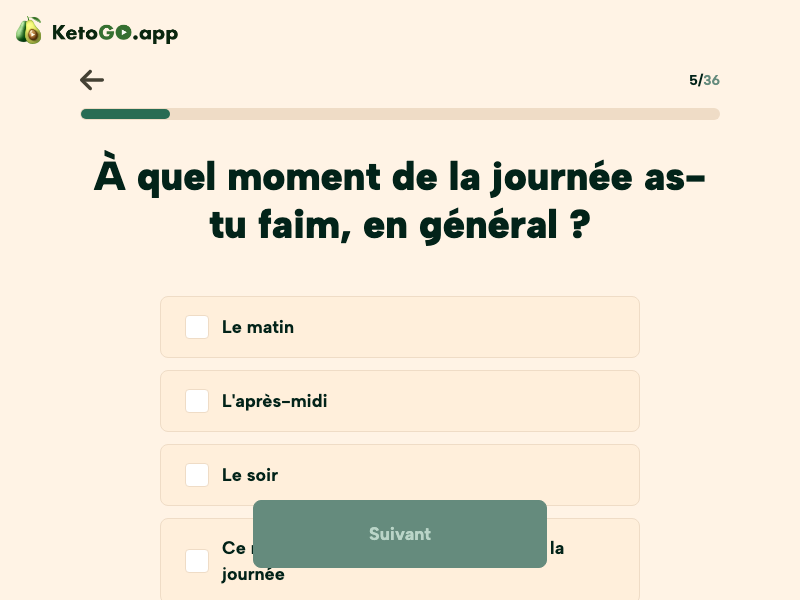 KetoGO.app
5/36
À quel moment de la journée as-
tu faim, en général ?
Le matin
L'après-midi
Le soir
Suivant
Ce la
journée